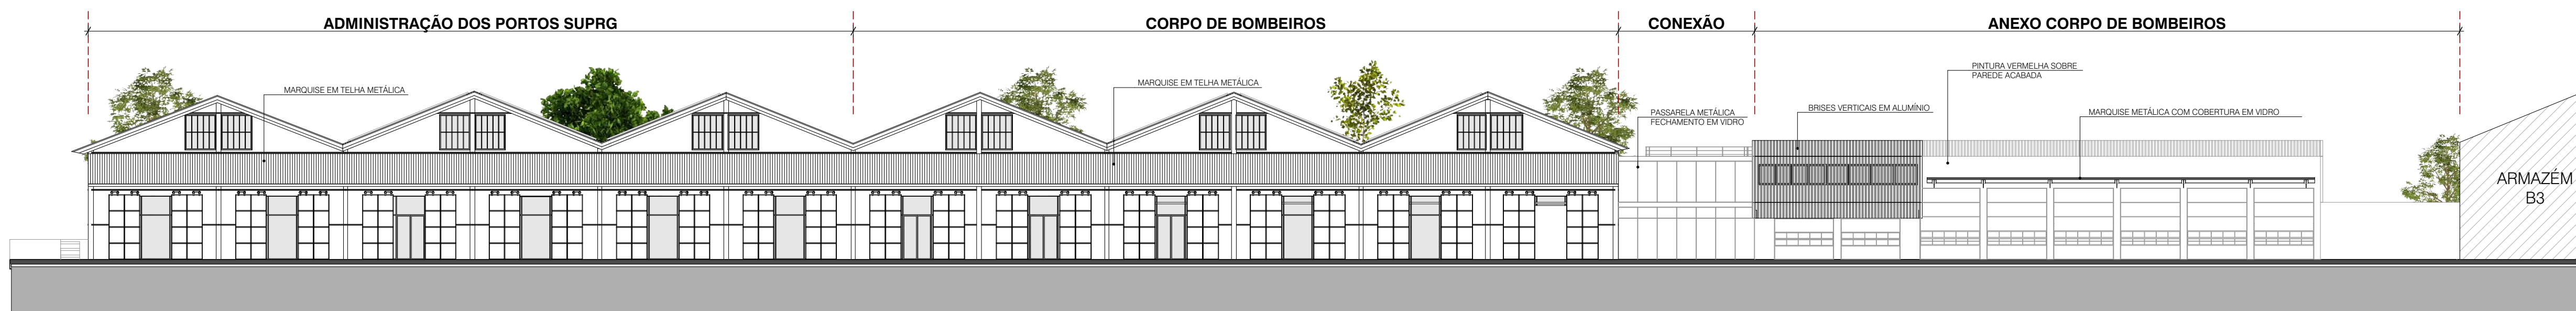 ADMINISTRAÇÃO DOS PORTOS SUPRG
CORPO DE BOMBEIROS
CONEXÃO
ANEXO CORPO DE BOMBEIROS
MARQUISE EM TELHA METÁLICA
MARQUISE EM TELHA METÁLICA
PASSARELA METÁLICA
FECHAMENTO EM VIDRO
BRISES VERTICAIS EM ALUMÍNIO
PINTURA VERMELHA SOBRE
PAREDE ACABADA
MARQUISE METÁLICA COM COBERTURA EM VIDRO
ARMAZÉM
B3